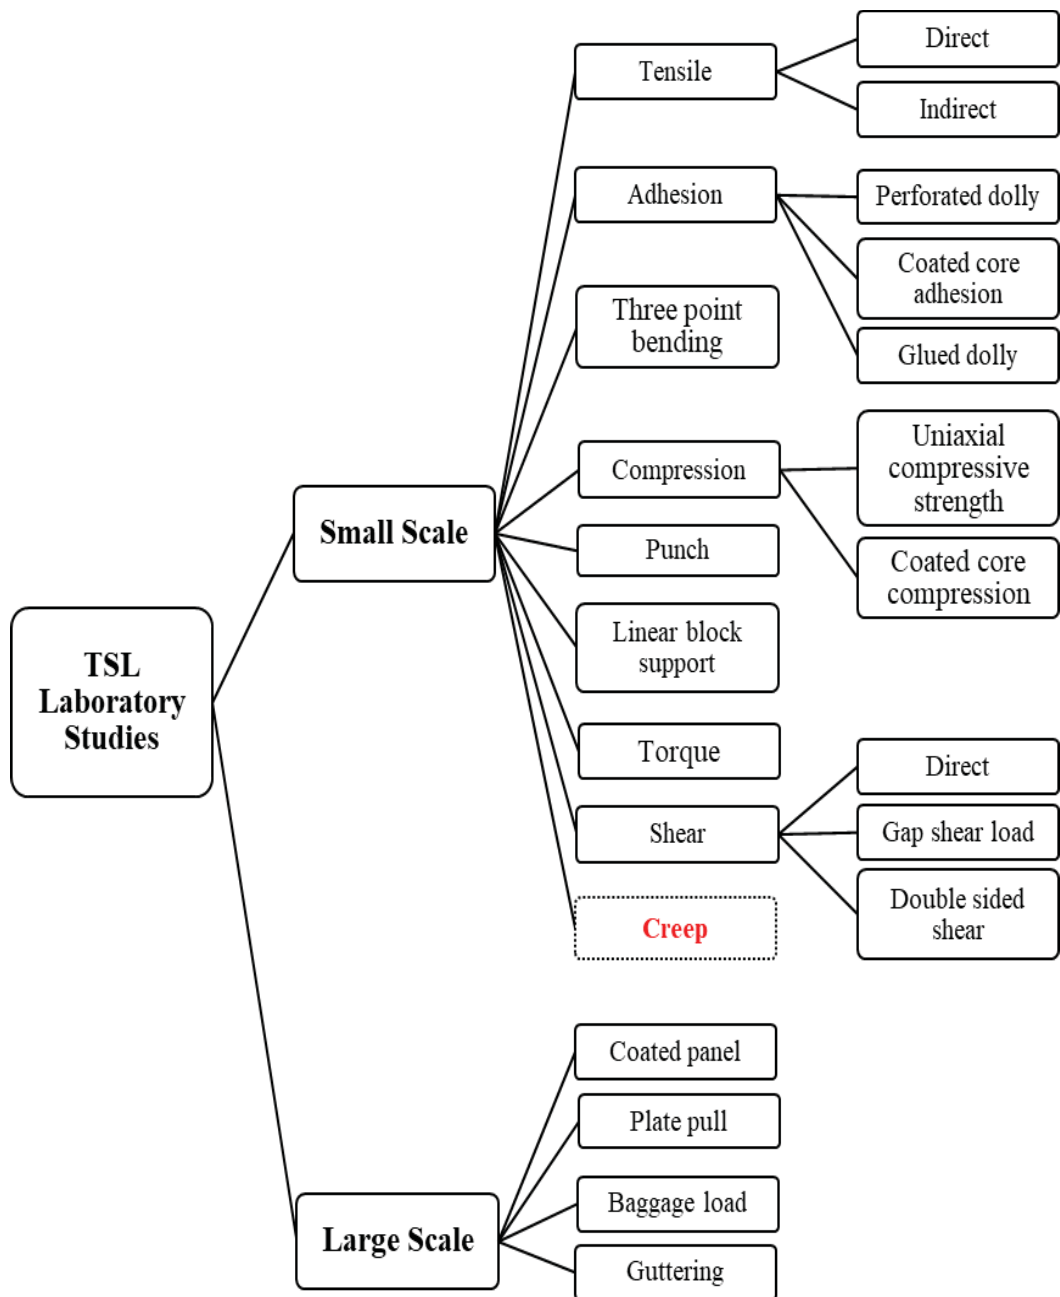 TSL
Laboratory
Studies
Small Scale
Tensile
Direct
Indirect
Adhesion
Perforated dolly
Coated core
adhesion
Glued dolly
Three point
bending
Compression
Uniaxial
compressive
strength
Coated core
compression
Punch
Linear block
support
Torque
Shear
Direct
Gap shear load
Double sided
shear
Creep
Large Scale
Coated panel
Plate pull
Baggage load
Guttering